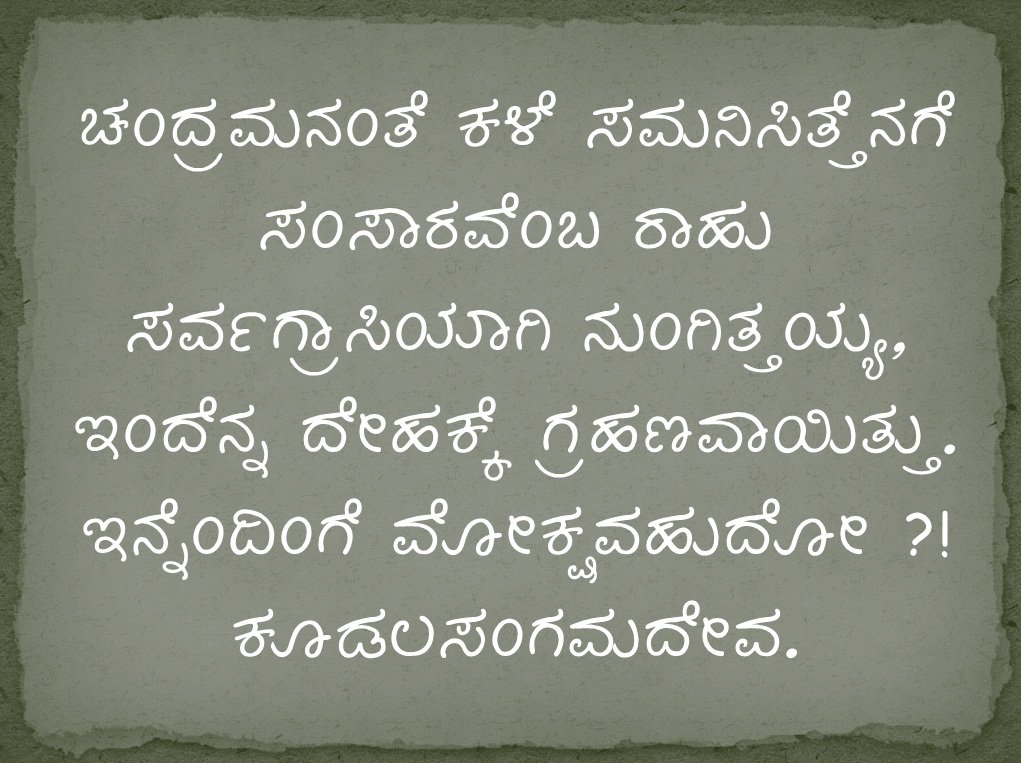 ಚಂದ್ರಮನಂತೆ ಕಳೆ ಸಮನಿಸಿತ್ತೆನಗೆ
ಸಂಸಾರವೆಂಬ ರಾಹು
ಸರ್ವಗ್ರಾಸಿಯಾಗಿ ನುಂಗಿತ್ತಯ್ಯ,
ಇಂದೆನ್ನ ದೇಹಕ್ಕೆ ಗ್ರಹಣವಾಯಿತ್ತು.
ಇನ್ನೆಂದಿಂಗೆ ಮೋಕ್ಷವಹುದೋ ?!
ಕೂಡಲಸಂಗಮದೇವ.